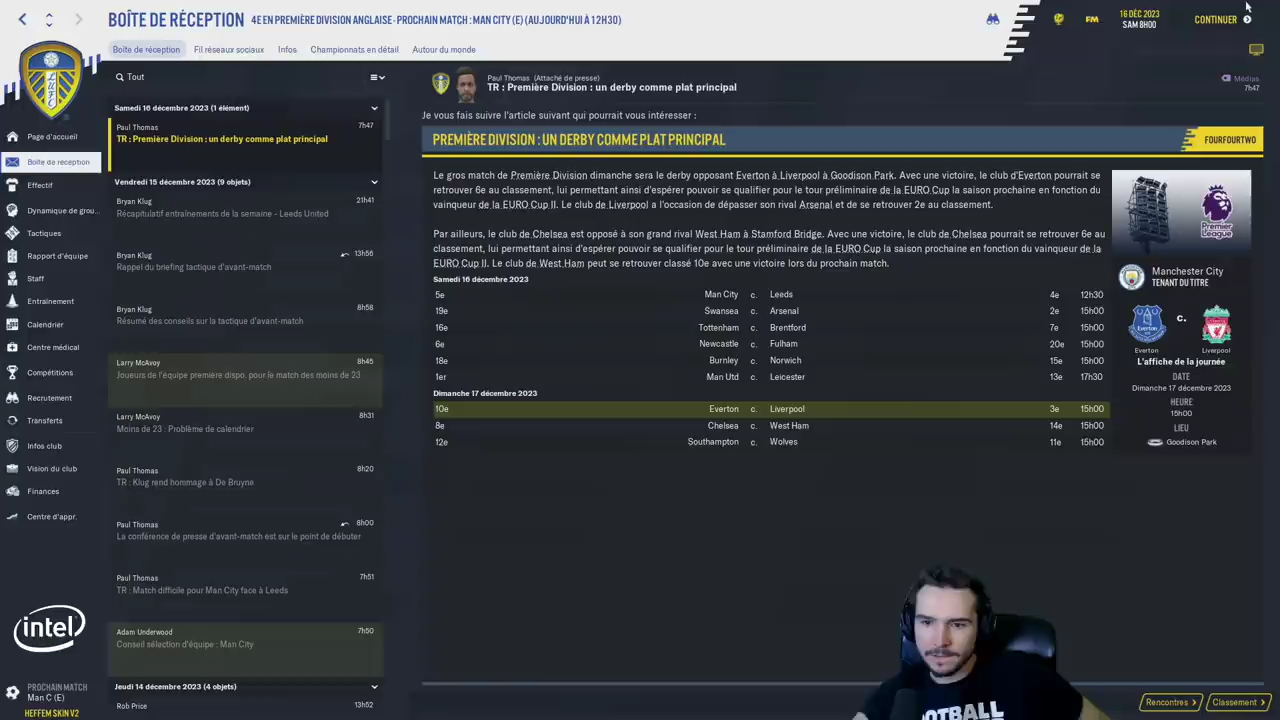 BOÎTE DE RÉCEPTION
4E EN PREMIÈRE DIVISION ANGLAISE - PROCHAIN MATCH : MAN CITY (E) (AUJOURD'HUI À 12H30)
FM
16 DÉC 2023
SAM 8H00
CONTINUER
Boîte de réception
Fil réseaux sociaux
Infos
Championnats en détail
Autour du monde
LUFC
Page d'accueil
Boîte de réception
Effectif
Dynamique de grou...
Tactiques
Rapport d'équipe
Staff
Entraînement
Calendrier
Centre médical
Compétitions
Recrutement
Transferts
Infos club
Vision du club
Finances
Centre d'appr.
intel
PROCHAIN MATCH
Man C (E)
HEFFEM SKIN V2
Tout
Samedi 16 décembre 2023 (1 élément)
Paul Thomas 7h47
TR : Première Division : un derby comme plat principal
Vendredi 15 décembre 2023 (9 objets)
Bryan Klug 21h41
Récapitulatif entraînements de la semaine - Leeds United
Bryan Klug 13h56
Rappel du briefing tactique d'avant-match
Bryan Klug 8h58
Résumé des conseils sur la tactique d'avant-match
Larry McAvoy 8h45
Joueurs de l'équipe première dispo. pour le match des moins de 23
Larry McAvoy 8h31
Moins de 23 : Problème de calendrier
Paul Thomas 8h20
TR : Klug rend hommage à De Bruyne
Paul Thomas 8h00
La conférence de presse d'avant-match est sur le point de débuter
Paul Thomas 7h51
TR : Match difficile pour Man City face à Leeds
Adam Underwood 7h50
Conseil sélection d'équipe : Man City
Jeudi 14 décembre 2023 (4 objets)
Rob Price 13h52
Paul Thomas (Attaché de presse)
TR : Première Division : un derby comme plat principal
Médias
7h47
Je vous fais suivre l'article suivant qui pourrait vous intéresser :
PREMIÈRE DIVISION : UN DERBY COMME PLAT PRINCIPAL
FOURFOURTWO
Le gros match de Première Division dimanche sera le derby opposant Everton à Liverpool à Goodison Park. Avec une victoire, le club d'Everton pourrait se
retrouver 6e au classement, lui permettant ainsi d'espérer pouvoir se qualifier pour le tour préliminaire de la EURO Cup la saison prochaine en fonction du
vainqueur de la EURO Cup II. Le club de Liverpool a l'occasion de dépasser son rival Arsenal et de se retrouver 2e au classement.
Par ailleurs, le club de Chelsea est opposé à son grand rival West Ham à Stamford Bridge. Avec une victoire, le club de Chelsea pourrait se retrouver 6e au
classement, lui permettant ainsi d'espérer pouvoir se qualifier pour le tour préliminaire de la EURO Cup la saison prochaine en fonction du vainqueur de la
EURO Cup II. Le club de West Ham peut se retrouver classé 10e avec une victoire lors du prochain match.
Samedi 16 décembre 2023
5e Man City c. Leeds 4e 12h30
19e Swansea c. Arsenal 2e 15h00
16e Tottenham c. Brentford 7e 15h00
6e Newcastle c. Fulham 20e 15h00
18e Burnley c. Norwich 15e 15h00
1er Man Utd c. Leicester 13e 17h30
Dimanche 17 décembre 2023
10e Everton c. Liverpool 3e 15h00
8e Chelsea c. West Ham 14e 15h00
12e Southampton c. Wolves 11e 15h00
Premier
League
Manchester City
TENANT DU TITRE
c.
Everton
Liverpool
L'affiche de la journée
DATE
Dimanche 17 décembre 2023
HEURE
15h00
LIEU
Goodison Park
FOOTBALL
Rencontres
Classement